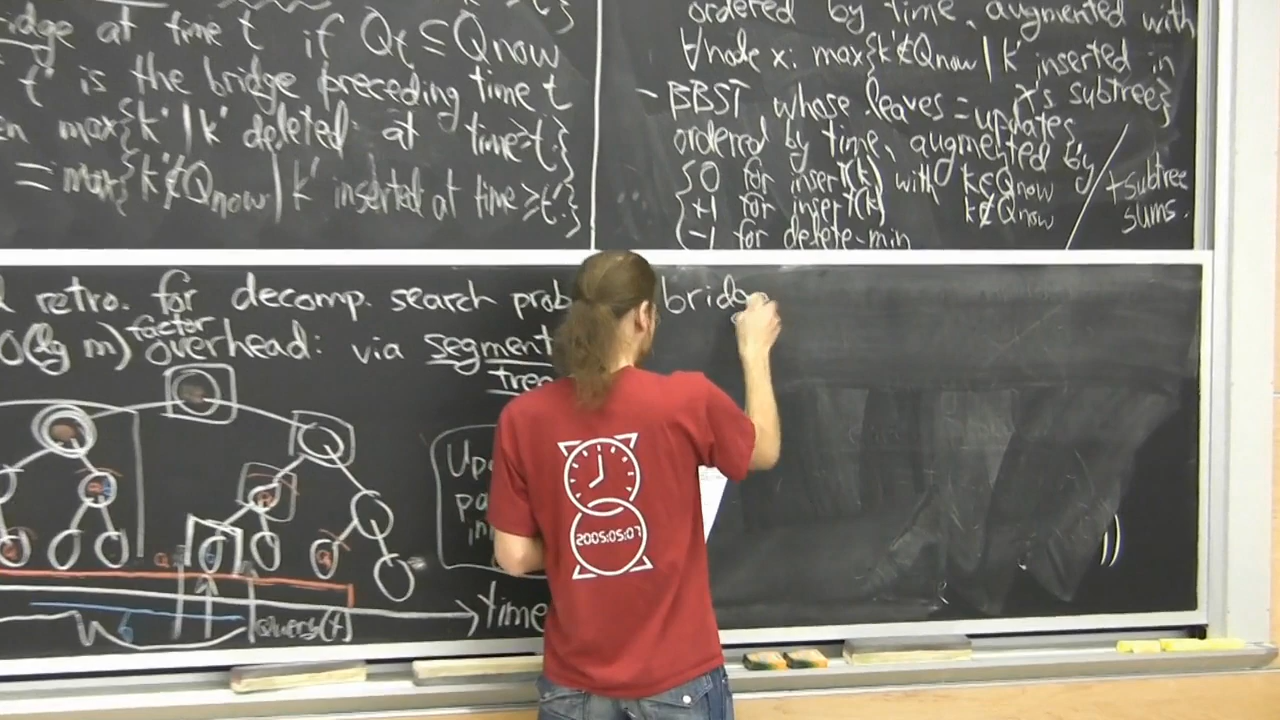 ridge at time t if Qt ⊆ Qnow
t' is the bridge preceding time t
max{k' | k' deleted at time ≥ t}
= max{k' ∉ Qnow | k' inserted at time ≥ t'}
ordered by time, augmented with
∀node x: max{k' ∉ Qnow | k' inserted in
x's subtree}
- BBST whose leaves = updates
ordered by time, augmented by
{ 0 for insert(k) with k ∈ Qnow
+1 for insert(k) k ∉ Qnow
-1 for delete-min
+ subtree
sums.
retro. for decomp. search prob
O(lg m) factor overhead: via segment
tree
bridg
time
query(t)
2005:05:07